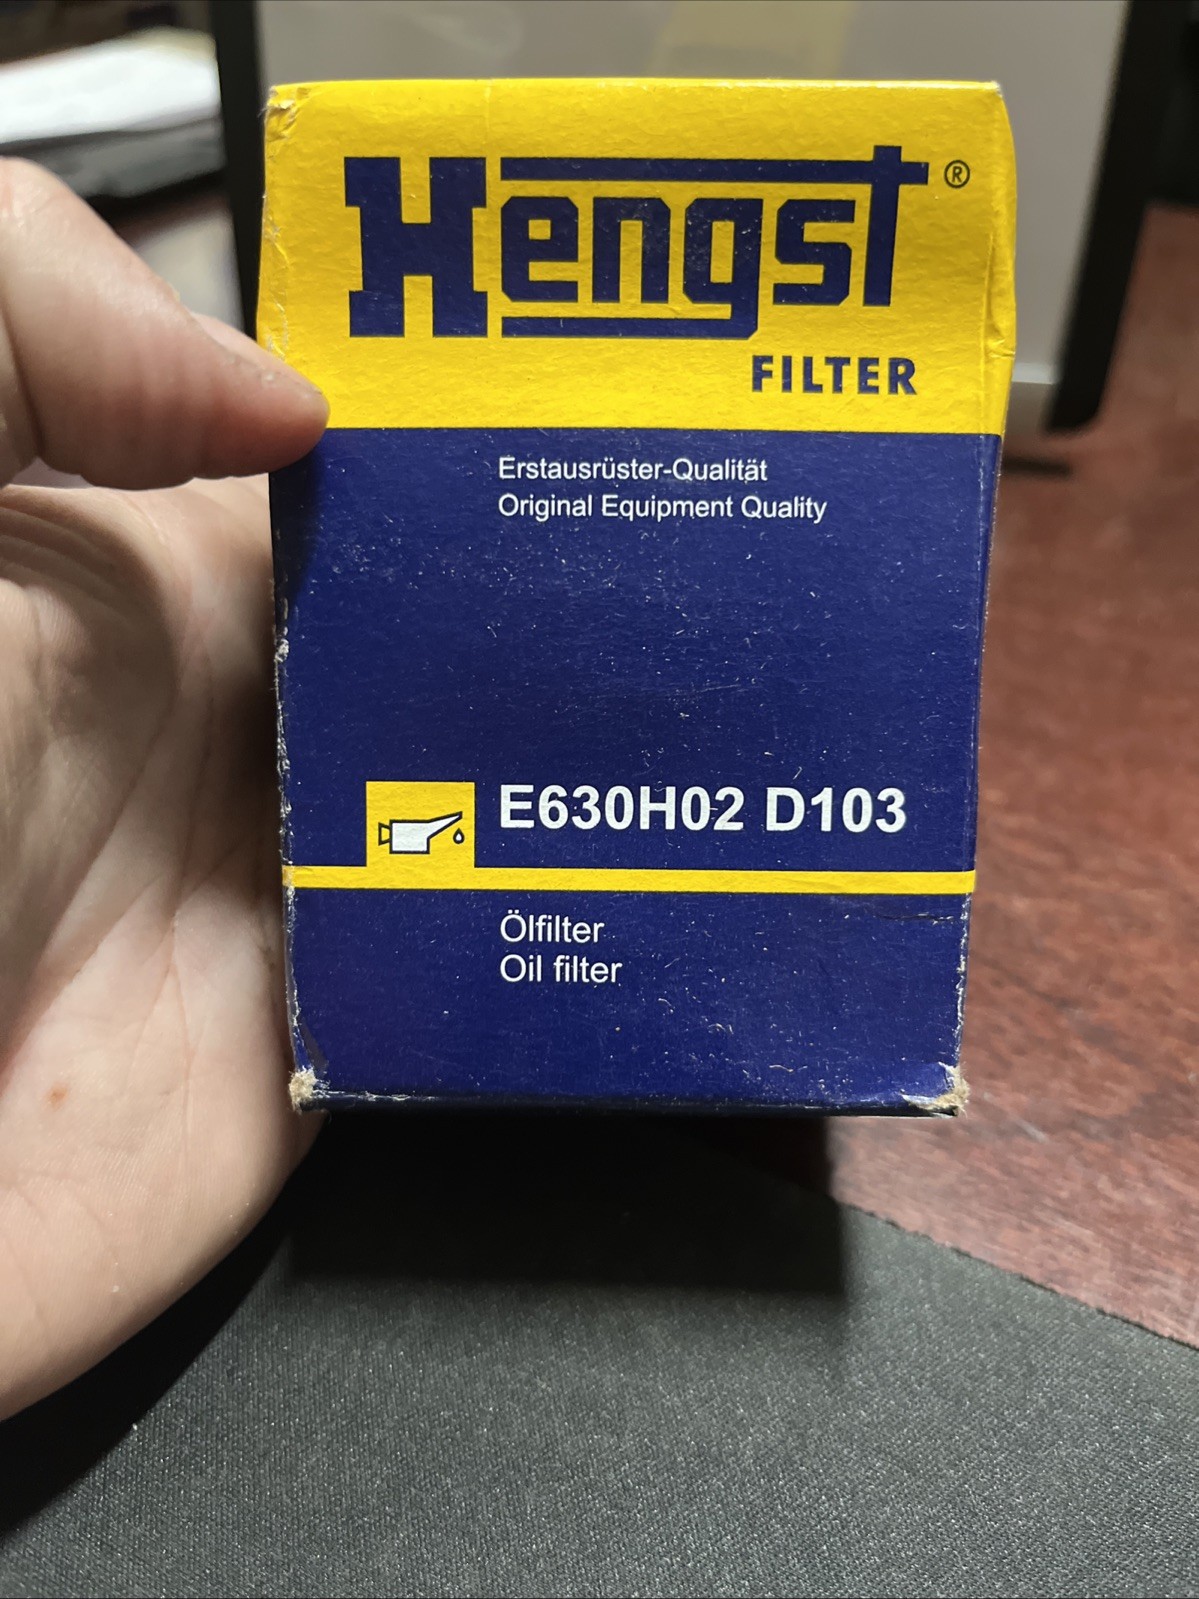 Hengst®
FILTER
Erstausrüster-Qualität
Original Equipment Quality
E630H02 D103
Ölfilter
Oil filter